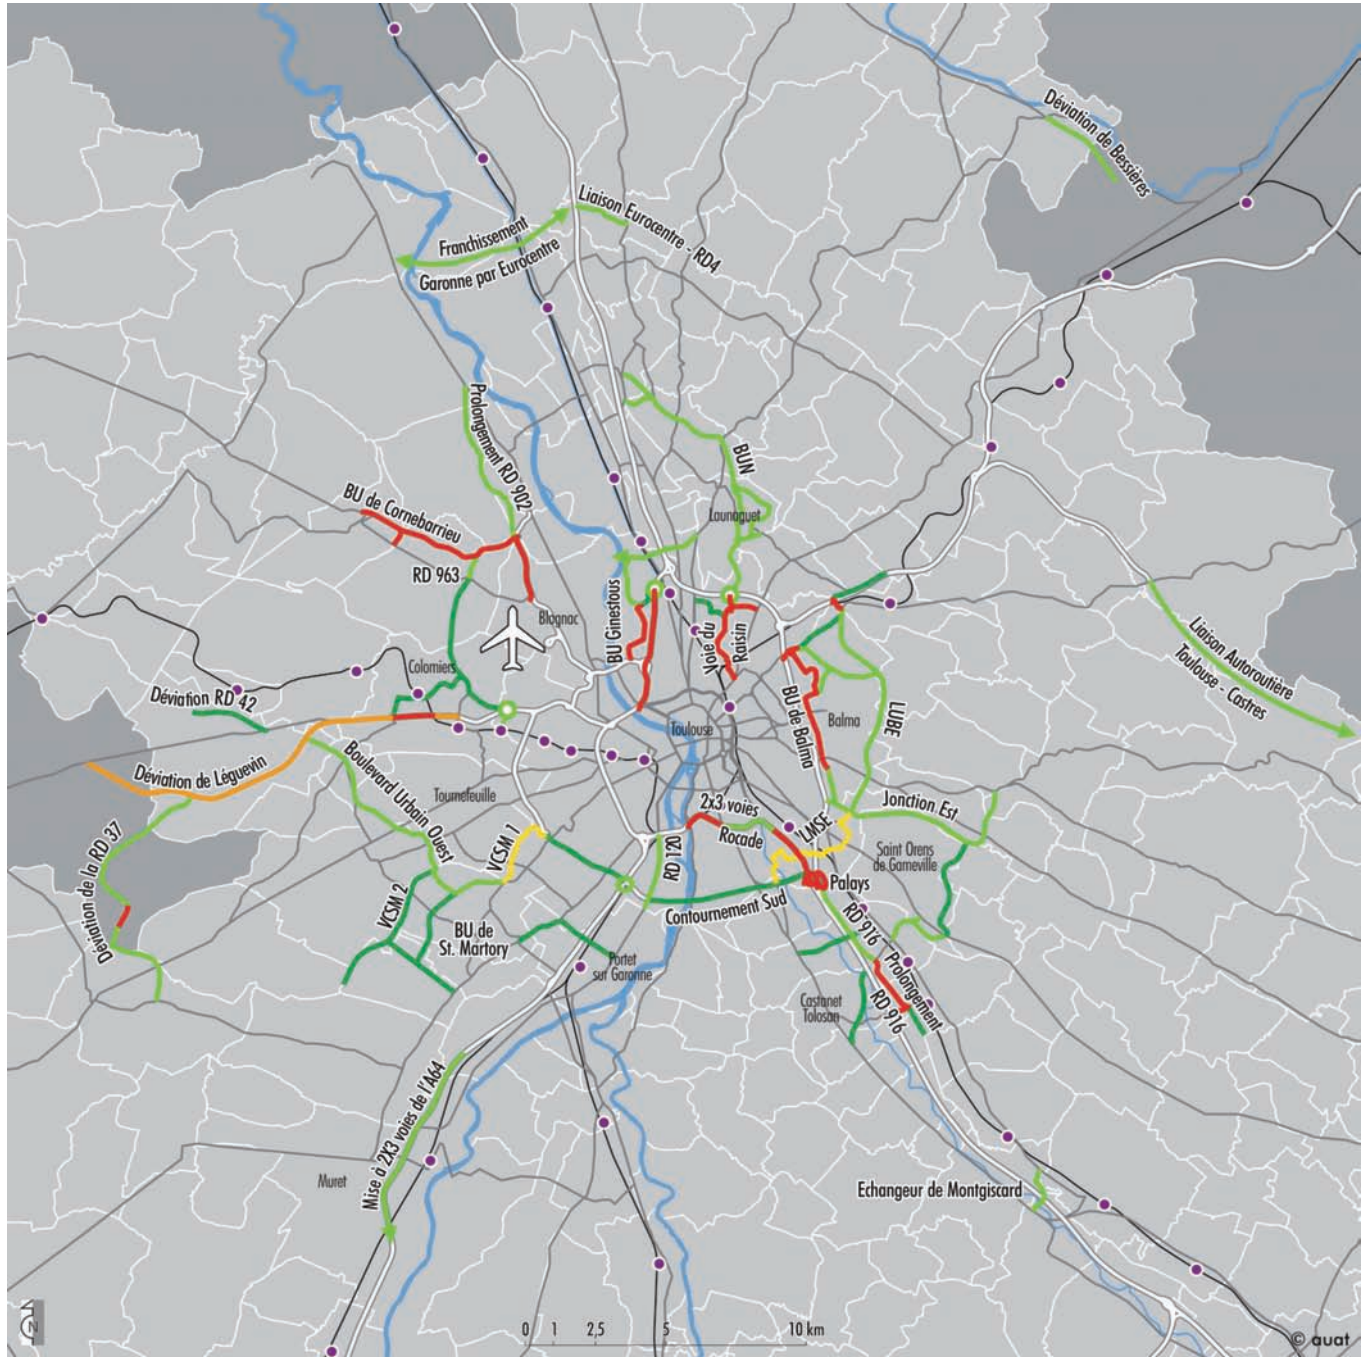 Déviation de Bessières
Franchissement
Garonne par Eurocentre
Liaison Eurocentre - RD4
Prolongement RD 902
BUN
Launaguet
BU de Cornebarrieu
RD 963
Blagnac
BU Ginestous
Voie du
Raisin
Liaison Autoroutière
Toulouse - Castres
Colomiers
Déviation RD 42
Toulouse
BU de Balma
Balma
LUBE
Déviation de Léguevin
Boulevard Urbain Ouest
Tournefeuille
2x3 voies
Rocade
LMSE
Jonction Est
Saint Orens
de Gameville
Déviation de la RD 37
VCSM 1
RD 120
Palays
VCSM 2
BU de
St. Martory
Contournement Sud
RD 916
Portet
sur Garonne
Castanet
Tolosan
Prolongement
RD 916
Mise à 2X3 voies de l'A64
Muret
Echangeur de Montgiscard
0 1 2,5 5 10 km
© auat